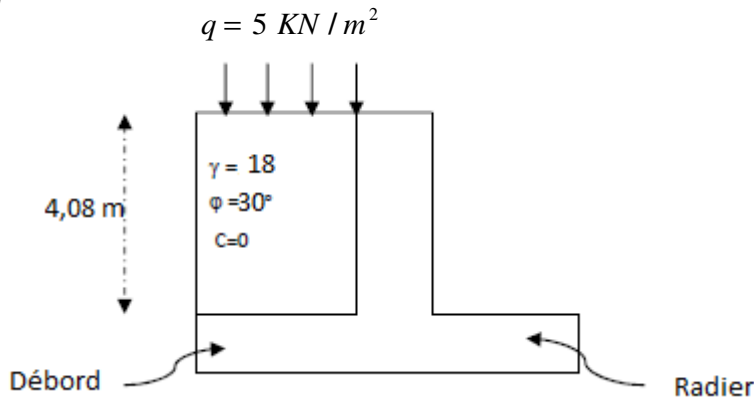 q = 5 KN / m²
γ = 18
φ =30°
C=0
4,08 m
Débord
Radier